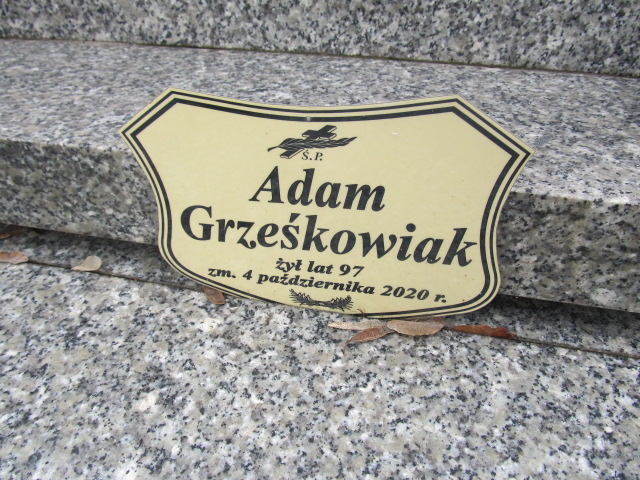 Ś.P.
Adam
Grześkowiak
żył lat 97
zm. 4 października 2020 r.